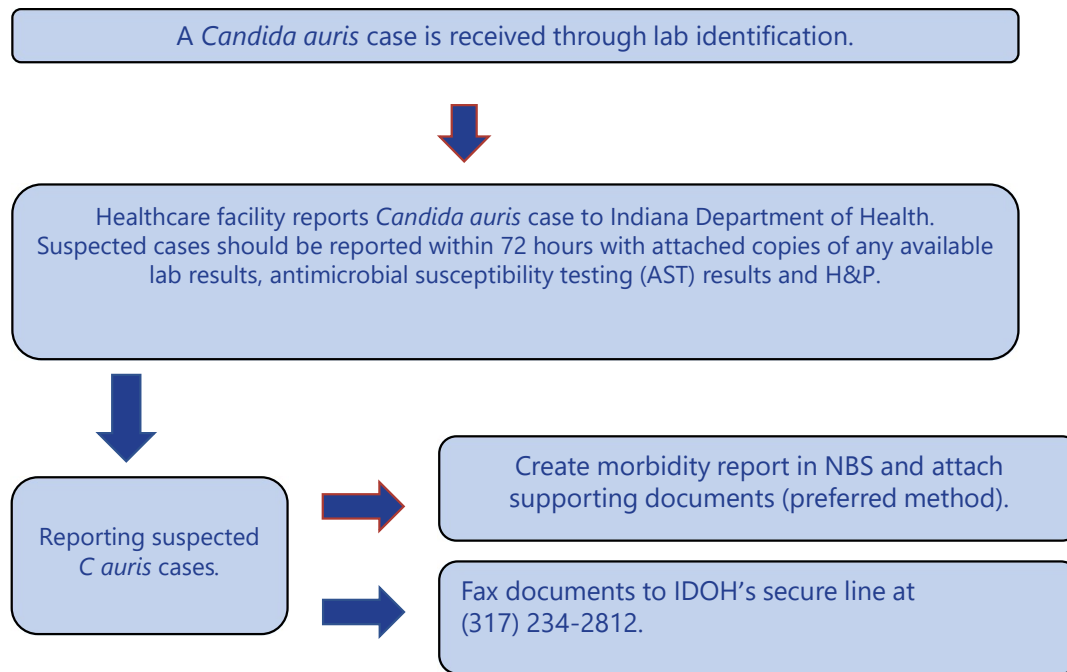 A Candida auris case is received through lab identification.
Healthcare facility reports Candida auris case to Indiana Department of Health.
Suspected cases should be reported within 72 hours with attached copies of any available
lab results, antimicrobial susceptibility testing (AST) results and H&P.
Reporting suspected
C auris cases.
Create morbidity report in NBS and attach
supporting documents (preferred method).
Fax documents to IDOH’s secure line at
(317) 234-2812.